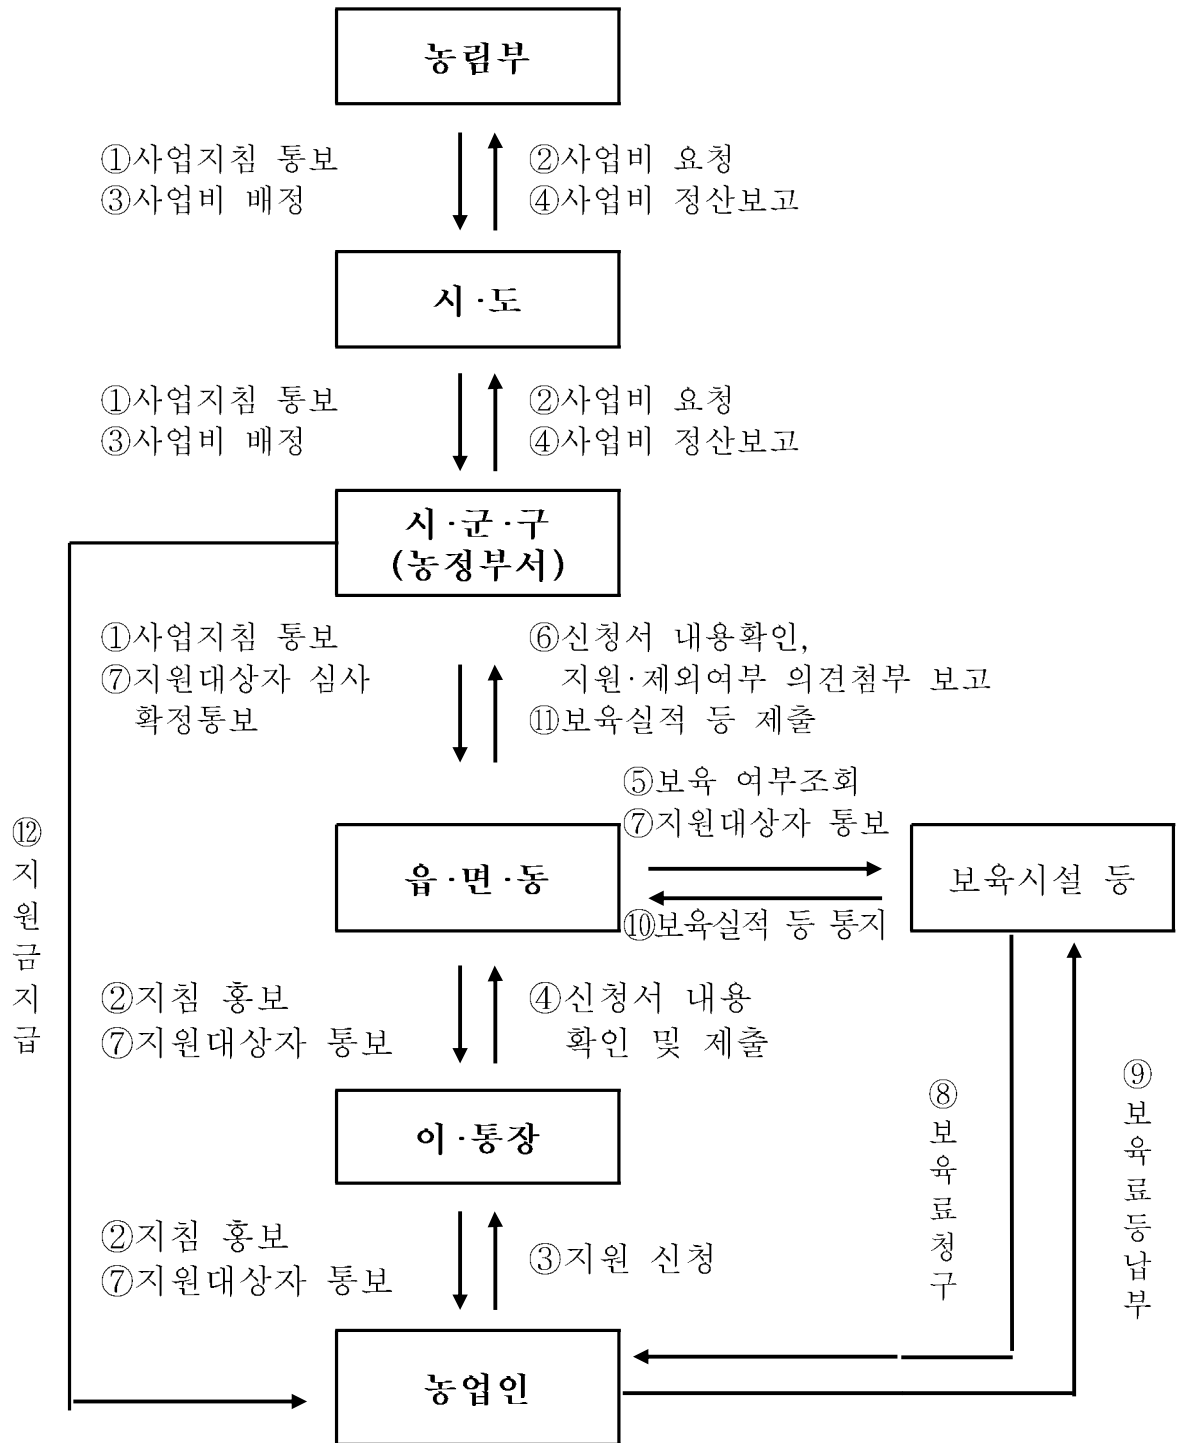 농림부
①사업지침 통보
③사업비 배정
②사업비 요청
④사업비 정산보고
시·도
①사업지침 통보
③사업비 배정
②사업비 요청
④사업비 정산보고
시·군·구
(농정부서)
①사업지침 통보
⑦지원대상자 심사
확정통보
⑥신청서 내용확인,
지원·제외여부 의견첨부 보고
⑪보육실적 등 제출
⑤보육 여부조회
⑦지원대상자 통보
⑫지원금지급
읍·면·동
보육시설 등
⑩보육실적 등 통지
②지침 홍보
⑦지원대상자 통보
④신청서 내용
확인 및 제출
이·통장
⑧보육료청구
⑨보육료등납부
②지침 홍보
⑦지원대상자 통보
③지원 신청
농업인